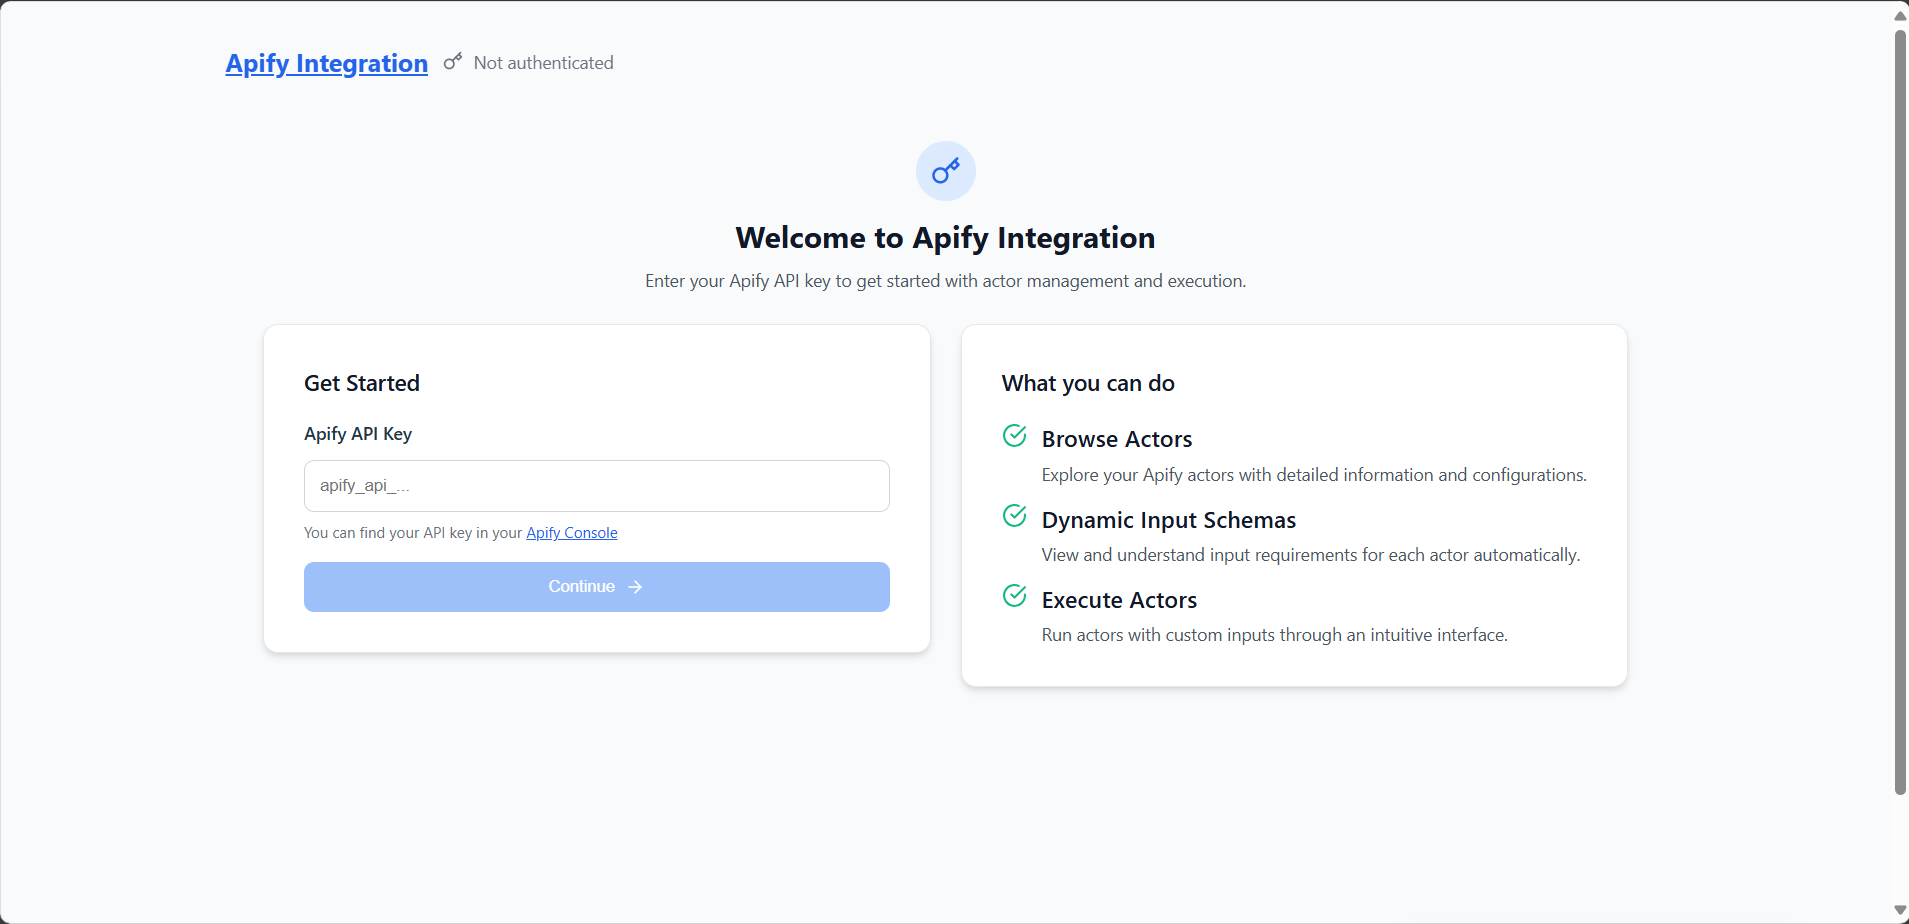 Apify Integration Not authenticated
Welcome to Apify Integration
Enter your Apify API key to get started with actor management and execution.
Get Started
Apify API Key
apify_api_...
You can find your API key in your Apify Console
Continue
What you can do
Browse Actors
Explore your Apify actors with detailed information and configurations.
Dynamic Input Schemas
View and understand input requirements for each actor automatically.
Execute Actors
Run actors with custom inputs through an intuitive interface.